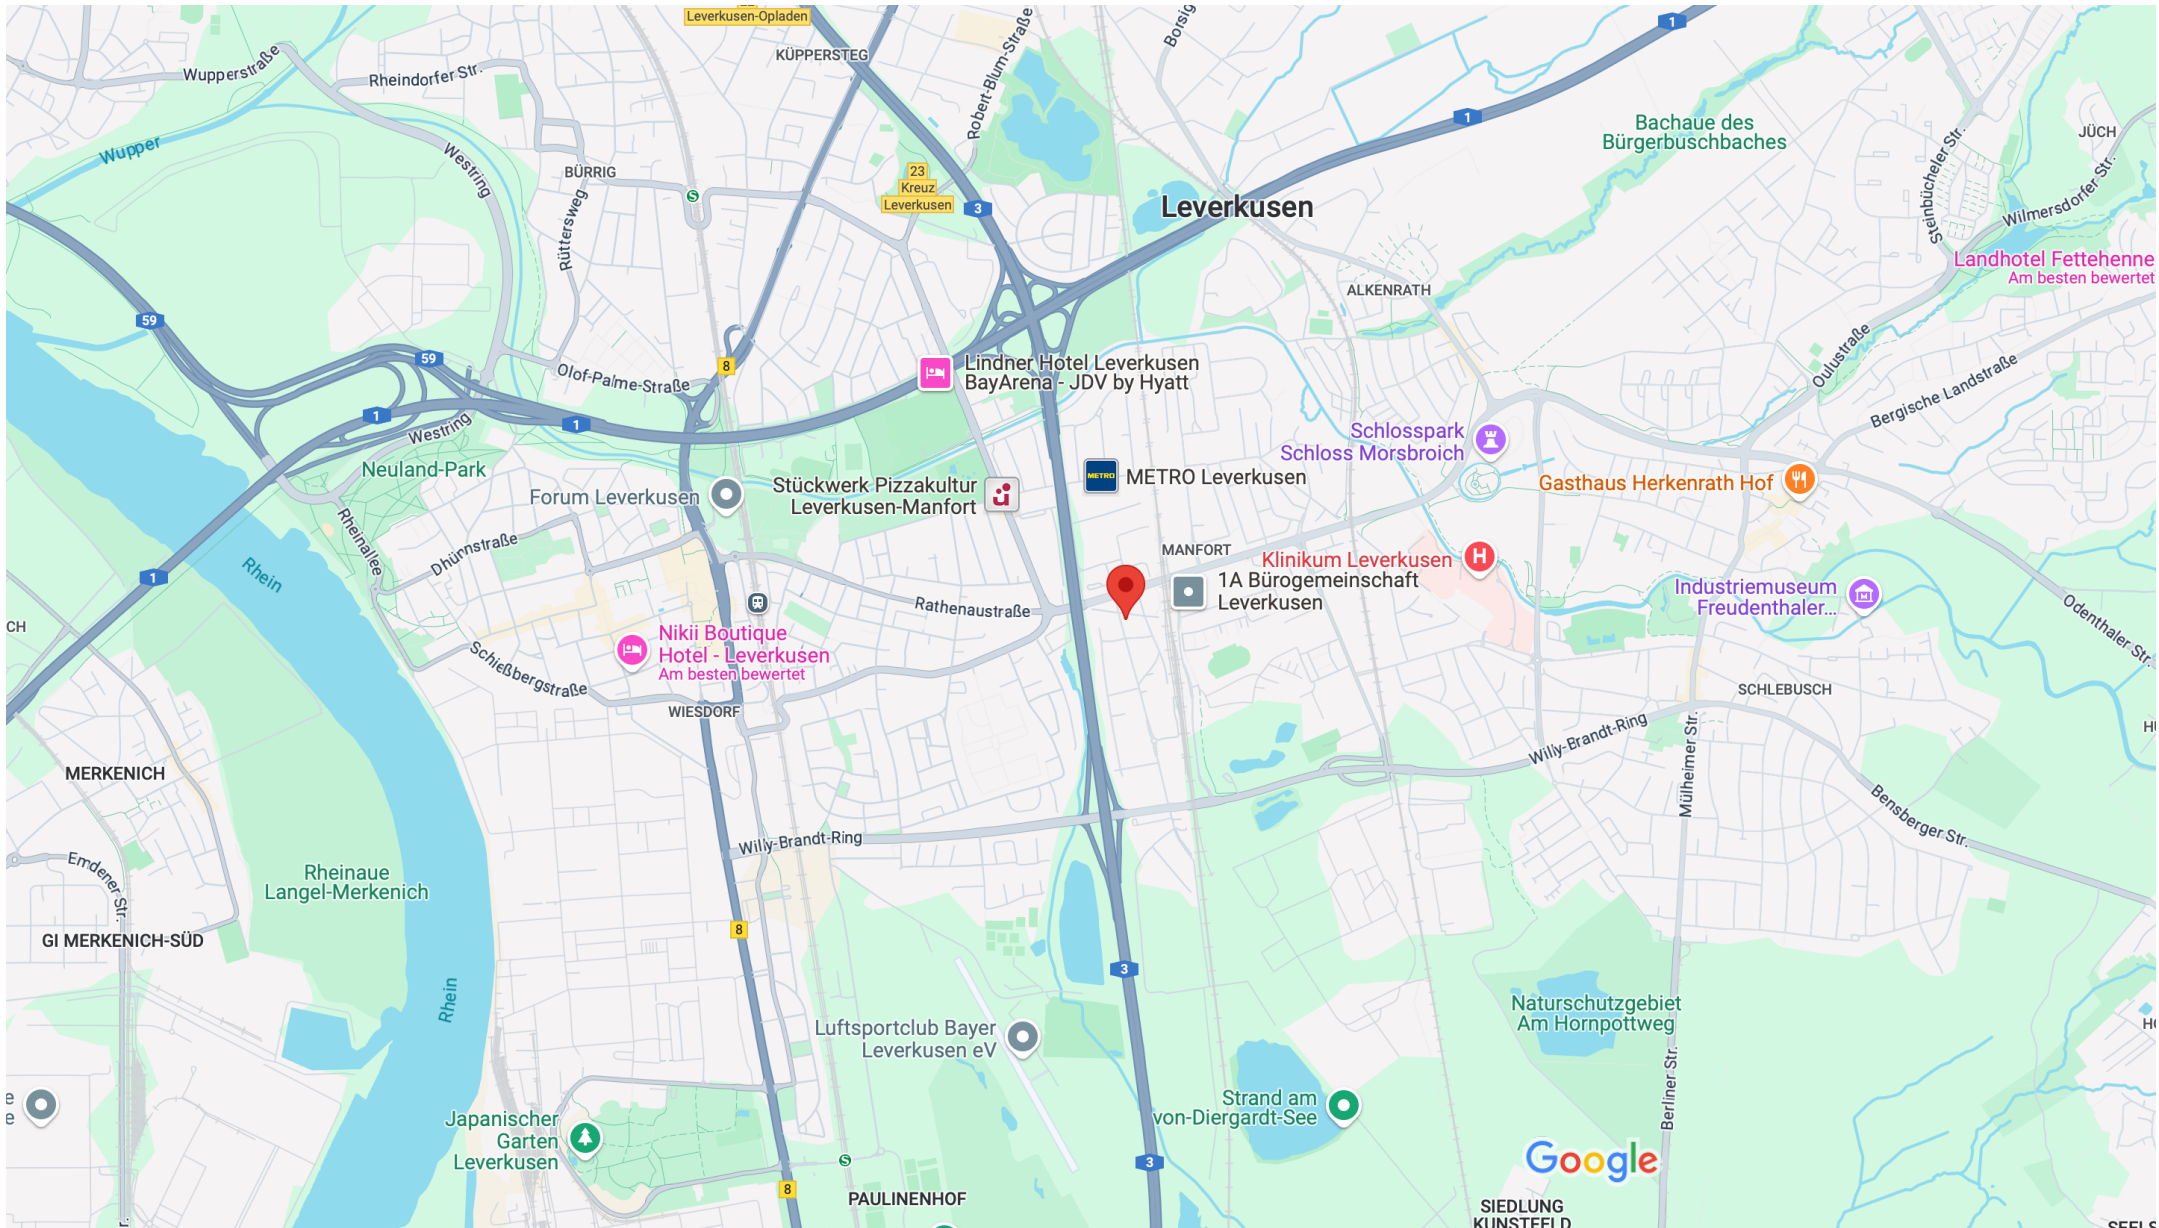 Leverkusen-Opladen
1
KÜPPERSTEG
Wupperstraße
Rheindorfer Str.
Robert-Blum-Straße
Borsig
1
Bachaue des
Bürgerbuschbaches
JÜCH
Wupper
Westring
BÜRRIG
S
23
Kreuz
Leverkusen
3
Leverkusen
Steinbücheler Str.
Wilmersdorfer Str.
Rüttersweg
Landhotel Fettehenne
Am besten bewertet
ALKENRATH
59
59
8
Olof-Palme-Straße
Lindner Hotel Leverkusen
BayArena - JDV by Hyatt
Oulustraße
Bergische Landstraße
1
1
Westring
Neuland-Park
Schlosspark
Schloss Morsbroich
METRO
METRO Leverkusen
Gasthaus Herkenrath Hof
Forum Leverkusen
Stückwerk Pizzakultur
Leverkusen-Manfort
Rheinallee
Dhünnstraße
MANFORT
Klinikum Leverkusen
H
1
Rhein
1A Bürogemeinschaft
Leverkusen
Industriemuseum
Freudenthaler...
Rathenaustraße
Odenthaler Str.
CH
Nikii Boutique
Hotel - Leverkusen
Am besten bewertet
Schießbergstraße
WIESDORF
SCHLEBUSCH
Willy-Brandt-Ring
Mülheimer Str.
MERKENICH
Bensberger Str.
Willy-Brandt-Ring
Emdener Str.
Rheinaue
Langel-Merkenich
8
GI MERKENICH-SÜD
3
Rhein
Naturschutzgebiet
Am Hornpottweg
Luftsportclub Bayer
Leverkusen eV
Berliner Str.
e
e
Strand am
von-Diergardt-See
Japanischer
Garten
Leverkusen
S
3
Google
8
PAULINENHOF
SIEDLUNG
KUNSTFELD